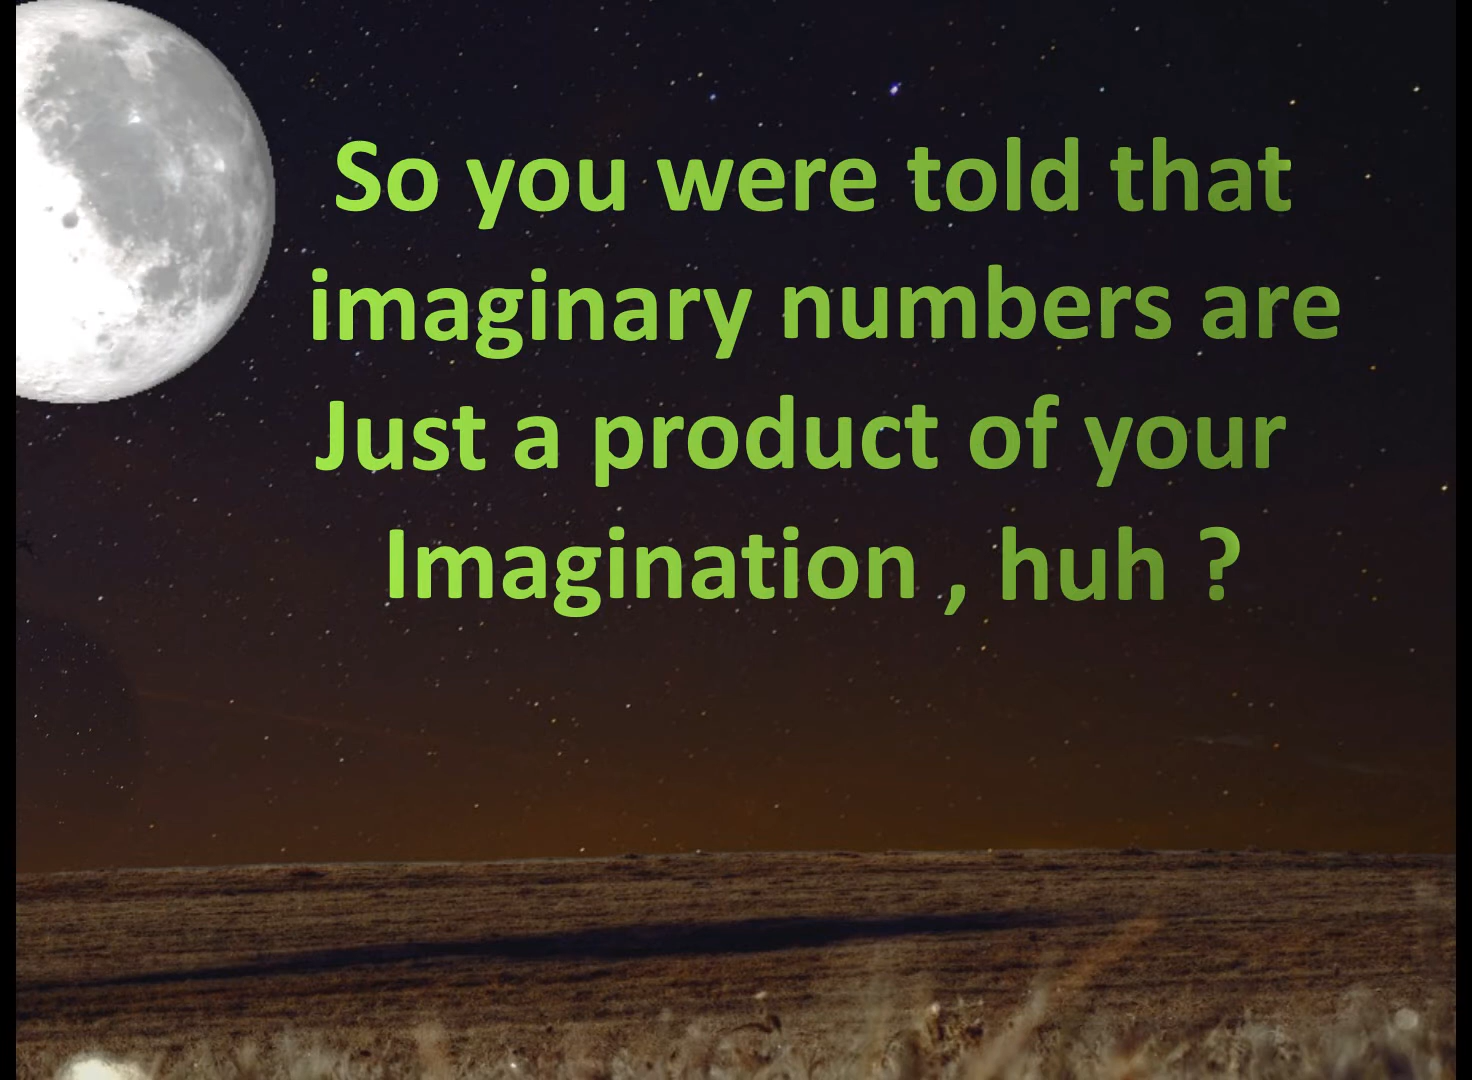 So you were told that
imaginary numbers are
Just a product of your
Imagination , huh ?